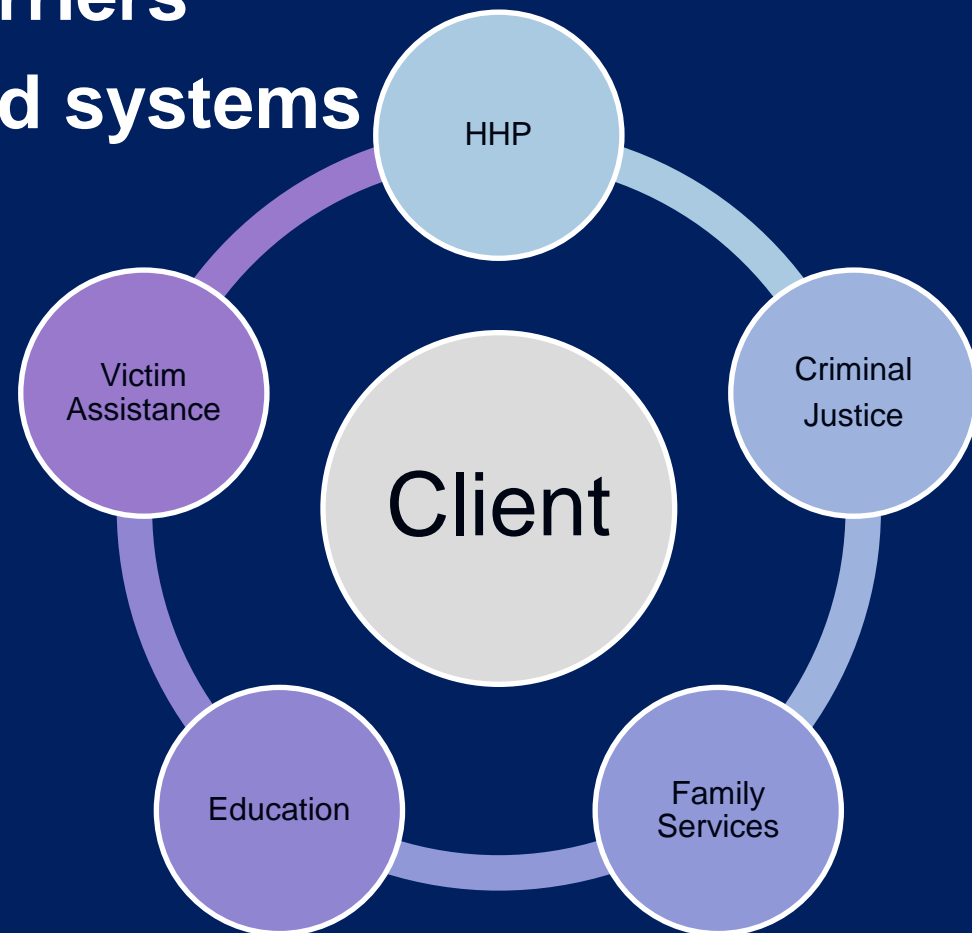 systems
HHP
Victim
Assistance
Criminal
Justice
Client
Education
Family
Services